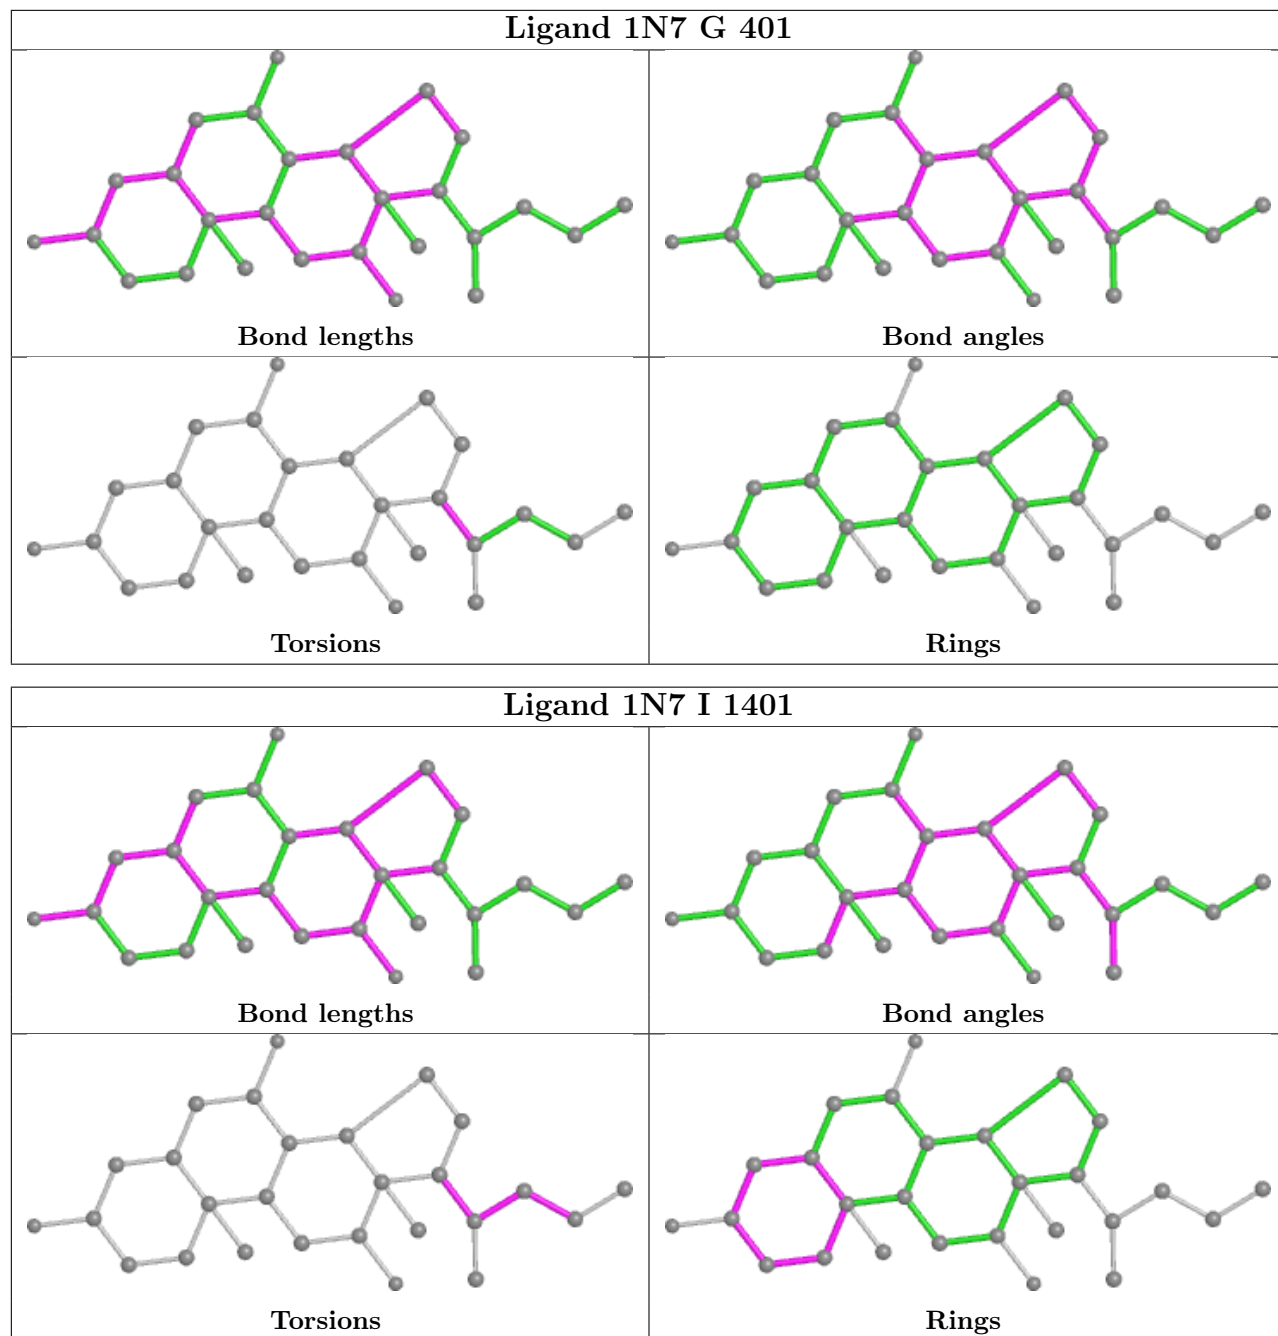 Ligand 1N7 G 401
Bond lengths
Bond angles
Torsions
Rings
Ligand 1N7 I 1401
Bond lengths
Bond angles
Torsions
Rings